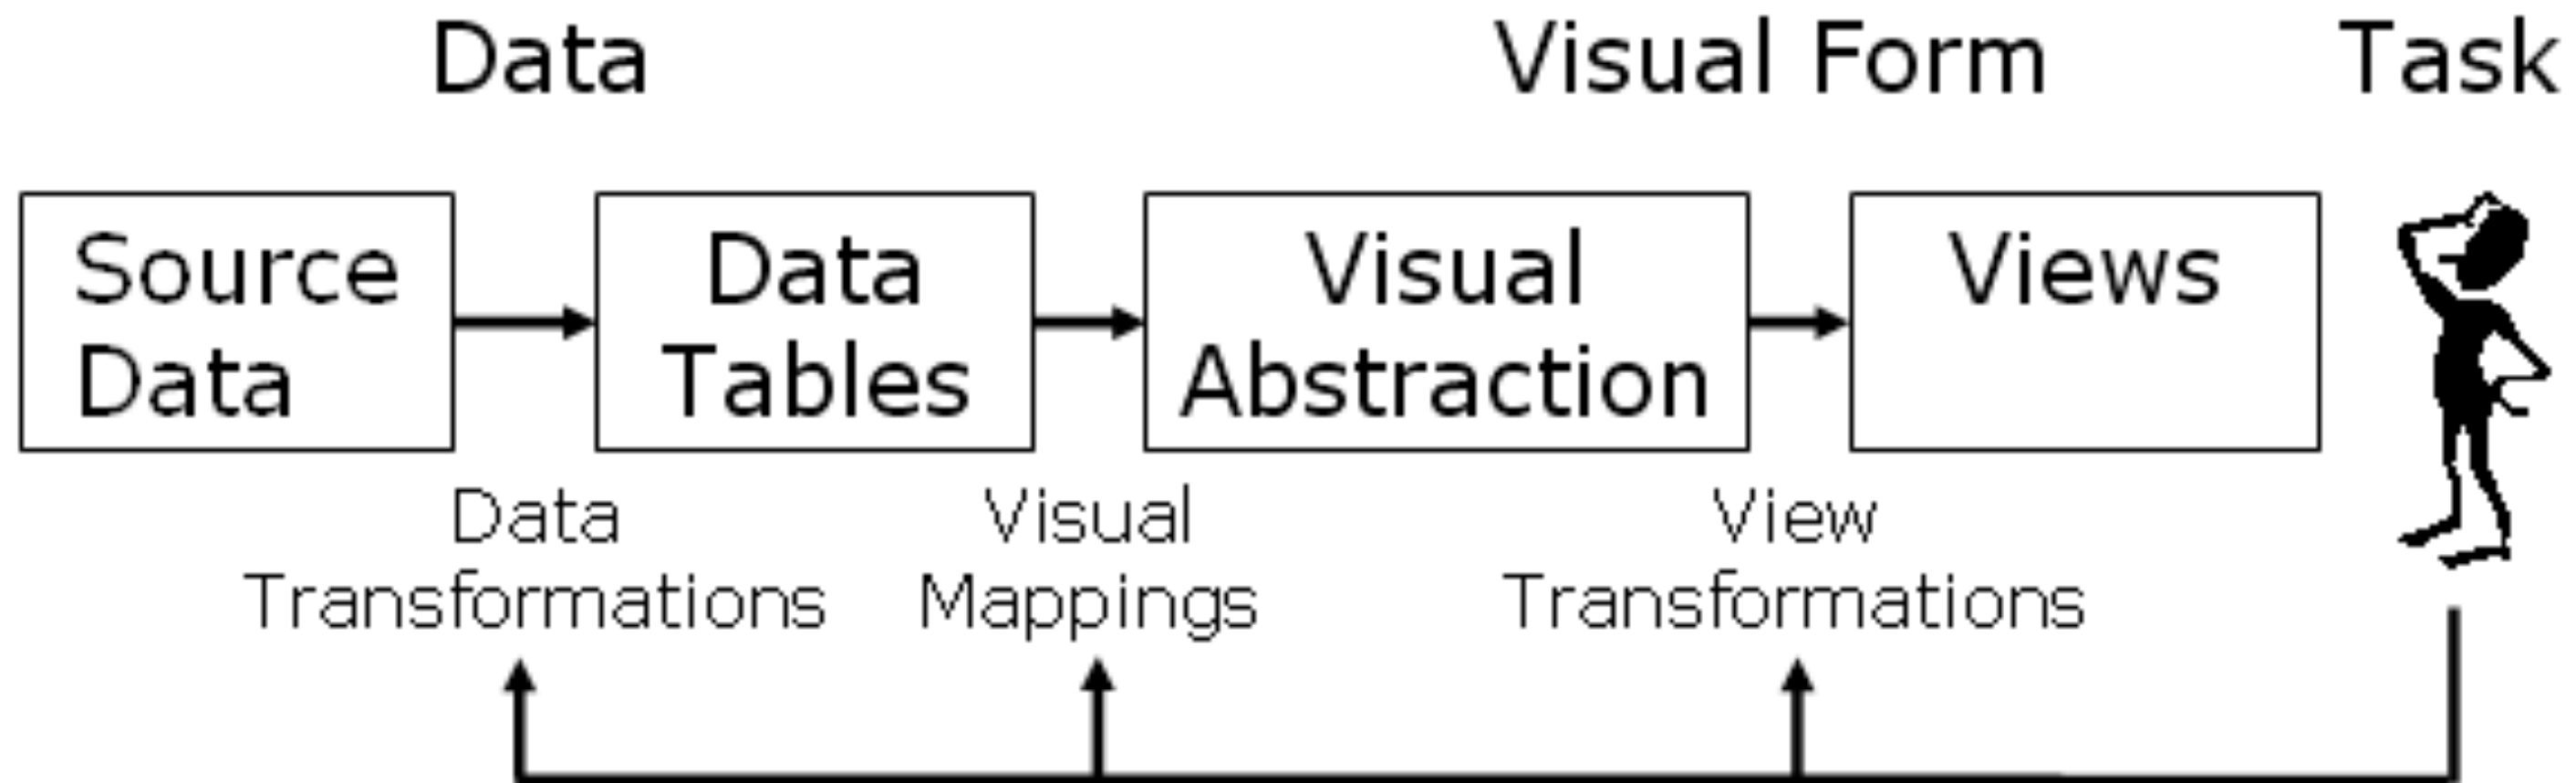 Data
Visual Form
Task
Source
Data
Data
Tables
Visual
Abstraction
Views
Data
Transformations
Visual
Mappings
View
Transformations